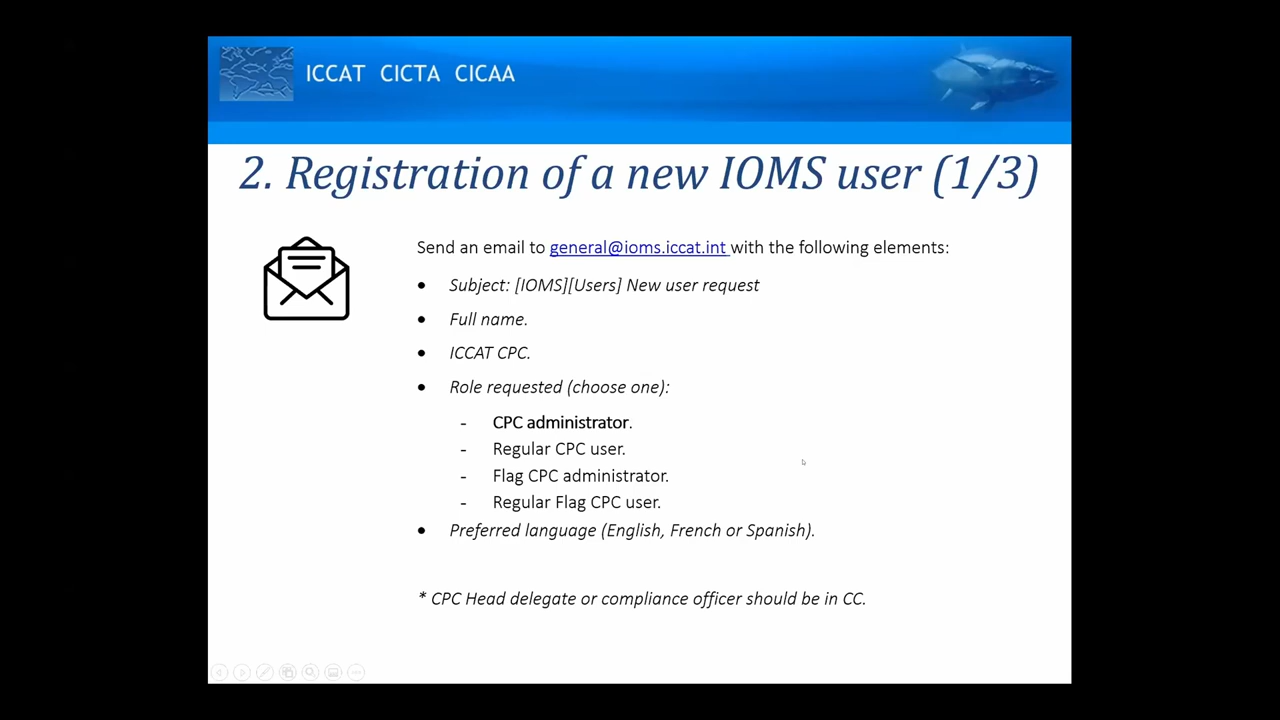 ICCAT CICTA CICAA
2. Registration of a new IOMS user (1/3)
Send an email to general@ioms.iccat.int with the following elements:
• Subject: [IOMS][Users] New user request
• Full name.
• ICCAT CPC.
• Role requested (choose one):
- CPC administrator.
- Regular CPC user.
- Flag CPC administrator.
- Regular Flag CPC user.
• Preferred language (English, French or Spanish).
* CPC Head delegate or compliance officer should be in CC.